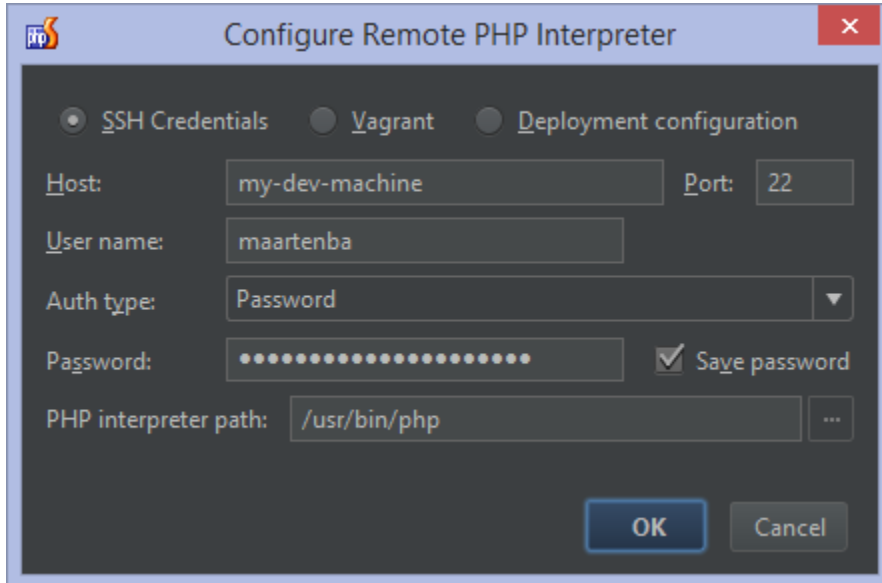 php
Configure Remote PHP Interpreter
SSH Credentials Vagrant Deployment configuration
Host: my-dev-machine Port: 22
User name: maartenba
Auth type: Password
Password: ●●●●●●●●●●●●●●●●●●●●● Save password
PHP interpreter path: /usr/bin/php ...
OK Cancel